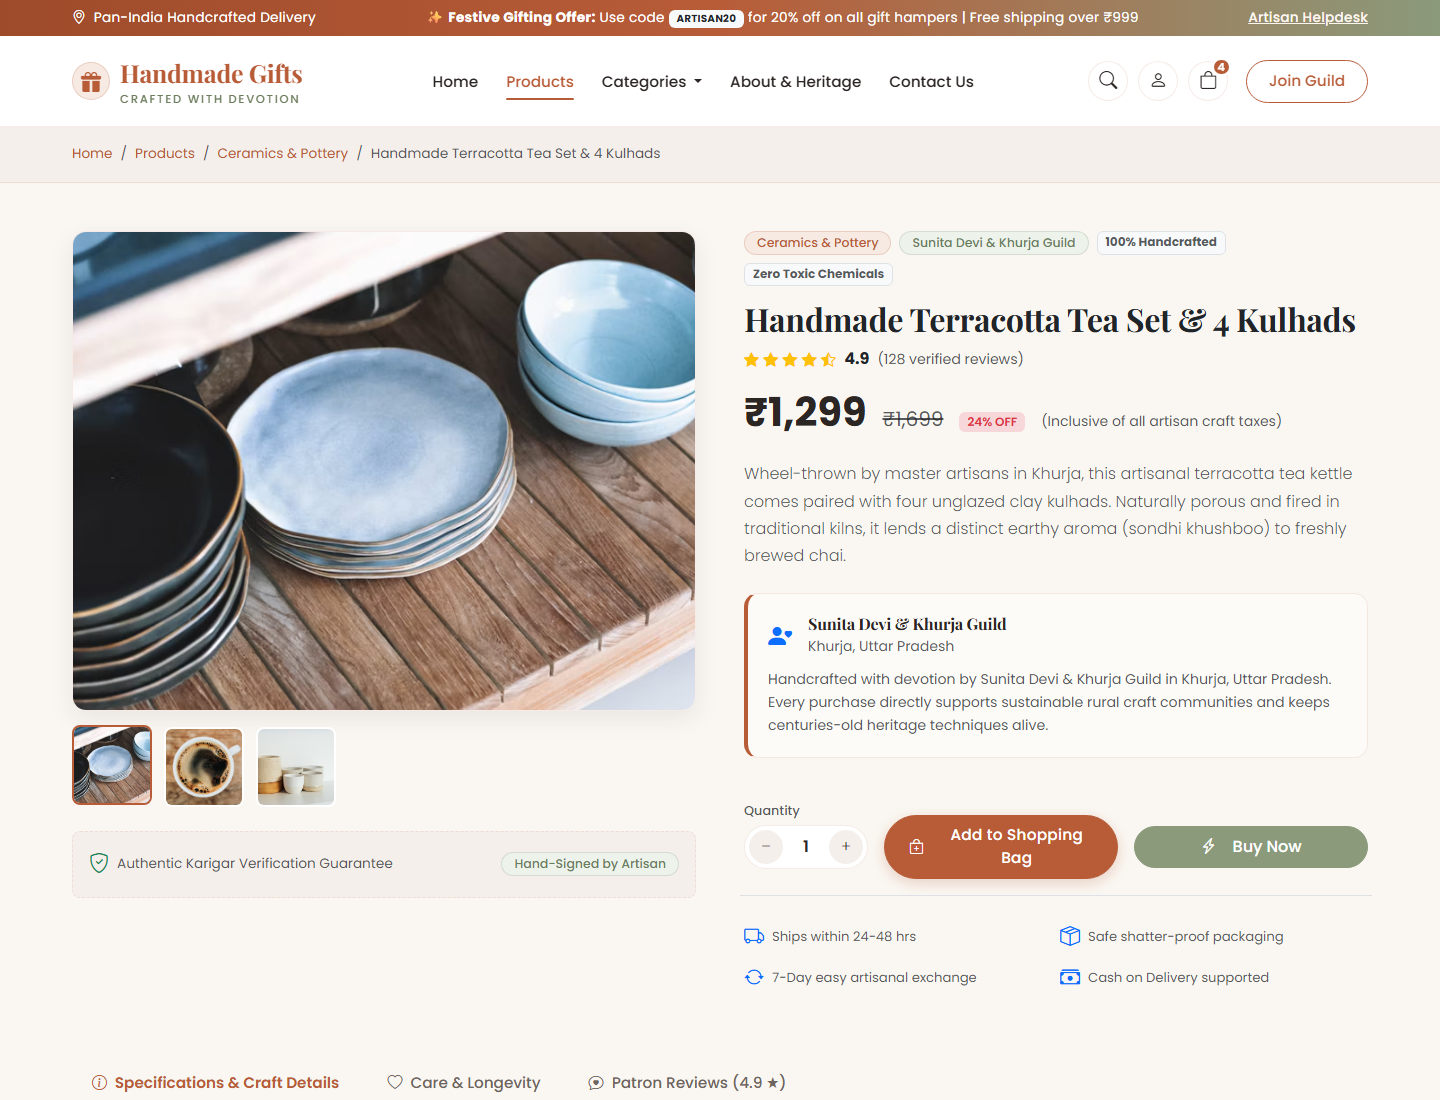 Pan-India Handcrafted Delivery
✨ Festive Gifting Offer: Use code ARTISAN20 for 20% off on all gift hampers | Free shipping over ₹999
Artisan Helpdesk
Handmade Gifts
CRAFTED WITH DEVOTION
Home
Products
Categories
About & Heritage
Contact Us
4
Join Guild
Home / Products / Ceramics & Pottery / Handmade Terracotta Tea Set & 4 Kulhads
Ceramics & Pottery
Sunita Devi & Khurja Guild
100% Handcrafted
Zero Toxic Chemicals
Handmade Terracotta Tea Set & 4 Kulhads
4.9 (128 verified reviews)
₹1,299 ₹1,699 24% OFF (Inclusive of all artisan craft taxes)
Wheel-thrown by master artisans in Khurja, this artisanal terracotta tea kettle
comes paired with four unglazed clay kulhads. Naturally porous and fired in
traditional kilns, it lends a distinct earthy aroma (sondhi khushboo) to freshly
brewed chai.
Sunita Devi & Khurja Guild
Khurja, Uttar Pradesh
Handcrafted with devotion by Sunita Devi & Khurja Guild in Khurja, Uttar Pradesh.
Every purchase directly supports sustainable rural craft communities and keeps
centuries-old heritage techniques alive.
Authentic Karigar Verification Guarantee
Hand-Signed by Artisan
Quantity
− 1 +
Add to Shopping
Bag
Buy Now
Ships within 24-48 hrs
Safe shatter-proof packaging
7-Day easy artisanal exchange
Cash on Delivery supported
Specifications & Craft Details
Care & Longevity
Patron Reviews (4.9 ★)